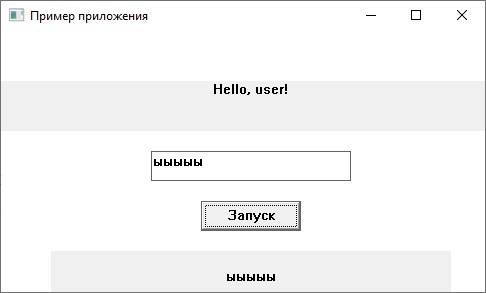 Пример приложения
Hello, user!
ыыыыы
Запуск
ыыыыы